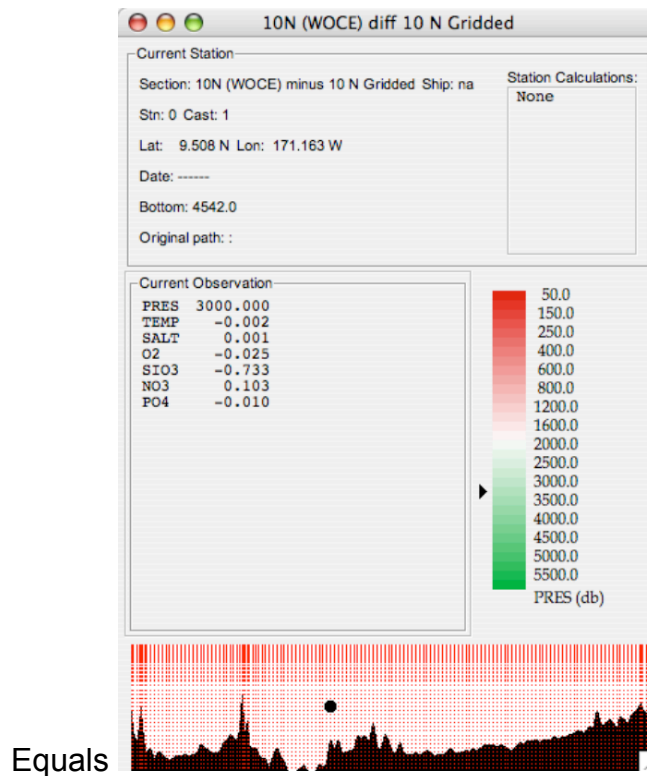 10N (WOCE) diff 10 N Gridded
Current Station
Section: 10N (WOCE) minus 10 N Gridded Ship: na
Stn: 0 Cast: 1
Lat: 9.508 N Lon: 171.163 W
Date: ------
Bottom: 4542.0
Original path: :
Station Calculations:
None
Current Observation
PRES 3000.000
TEMP -0.002
SALT 0.001
O2 -0.025
SIO3 -0.733
NO3 0.103
PO4 -0.010
50.0
150.0
250.0
400.0
600.0
800.0
1200.0
1600.0
2000.0
2500.0
3000.0
3500.0
4000.0
4500.0
5000.0
5500.0
PRES (db)
Equals